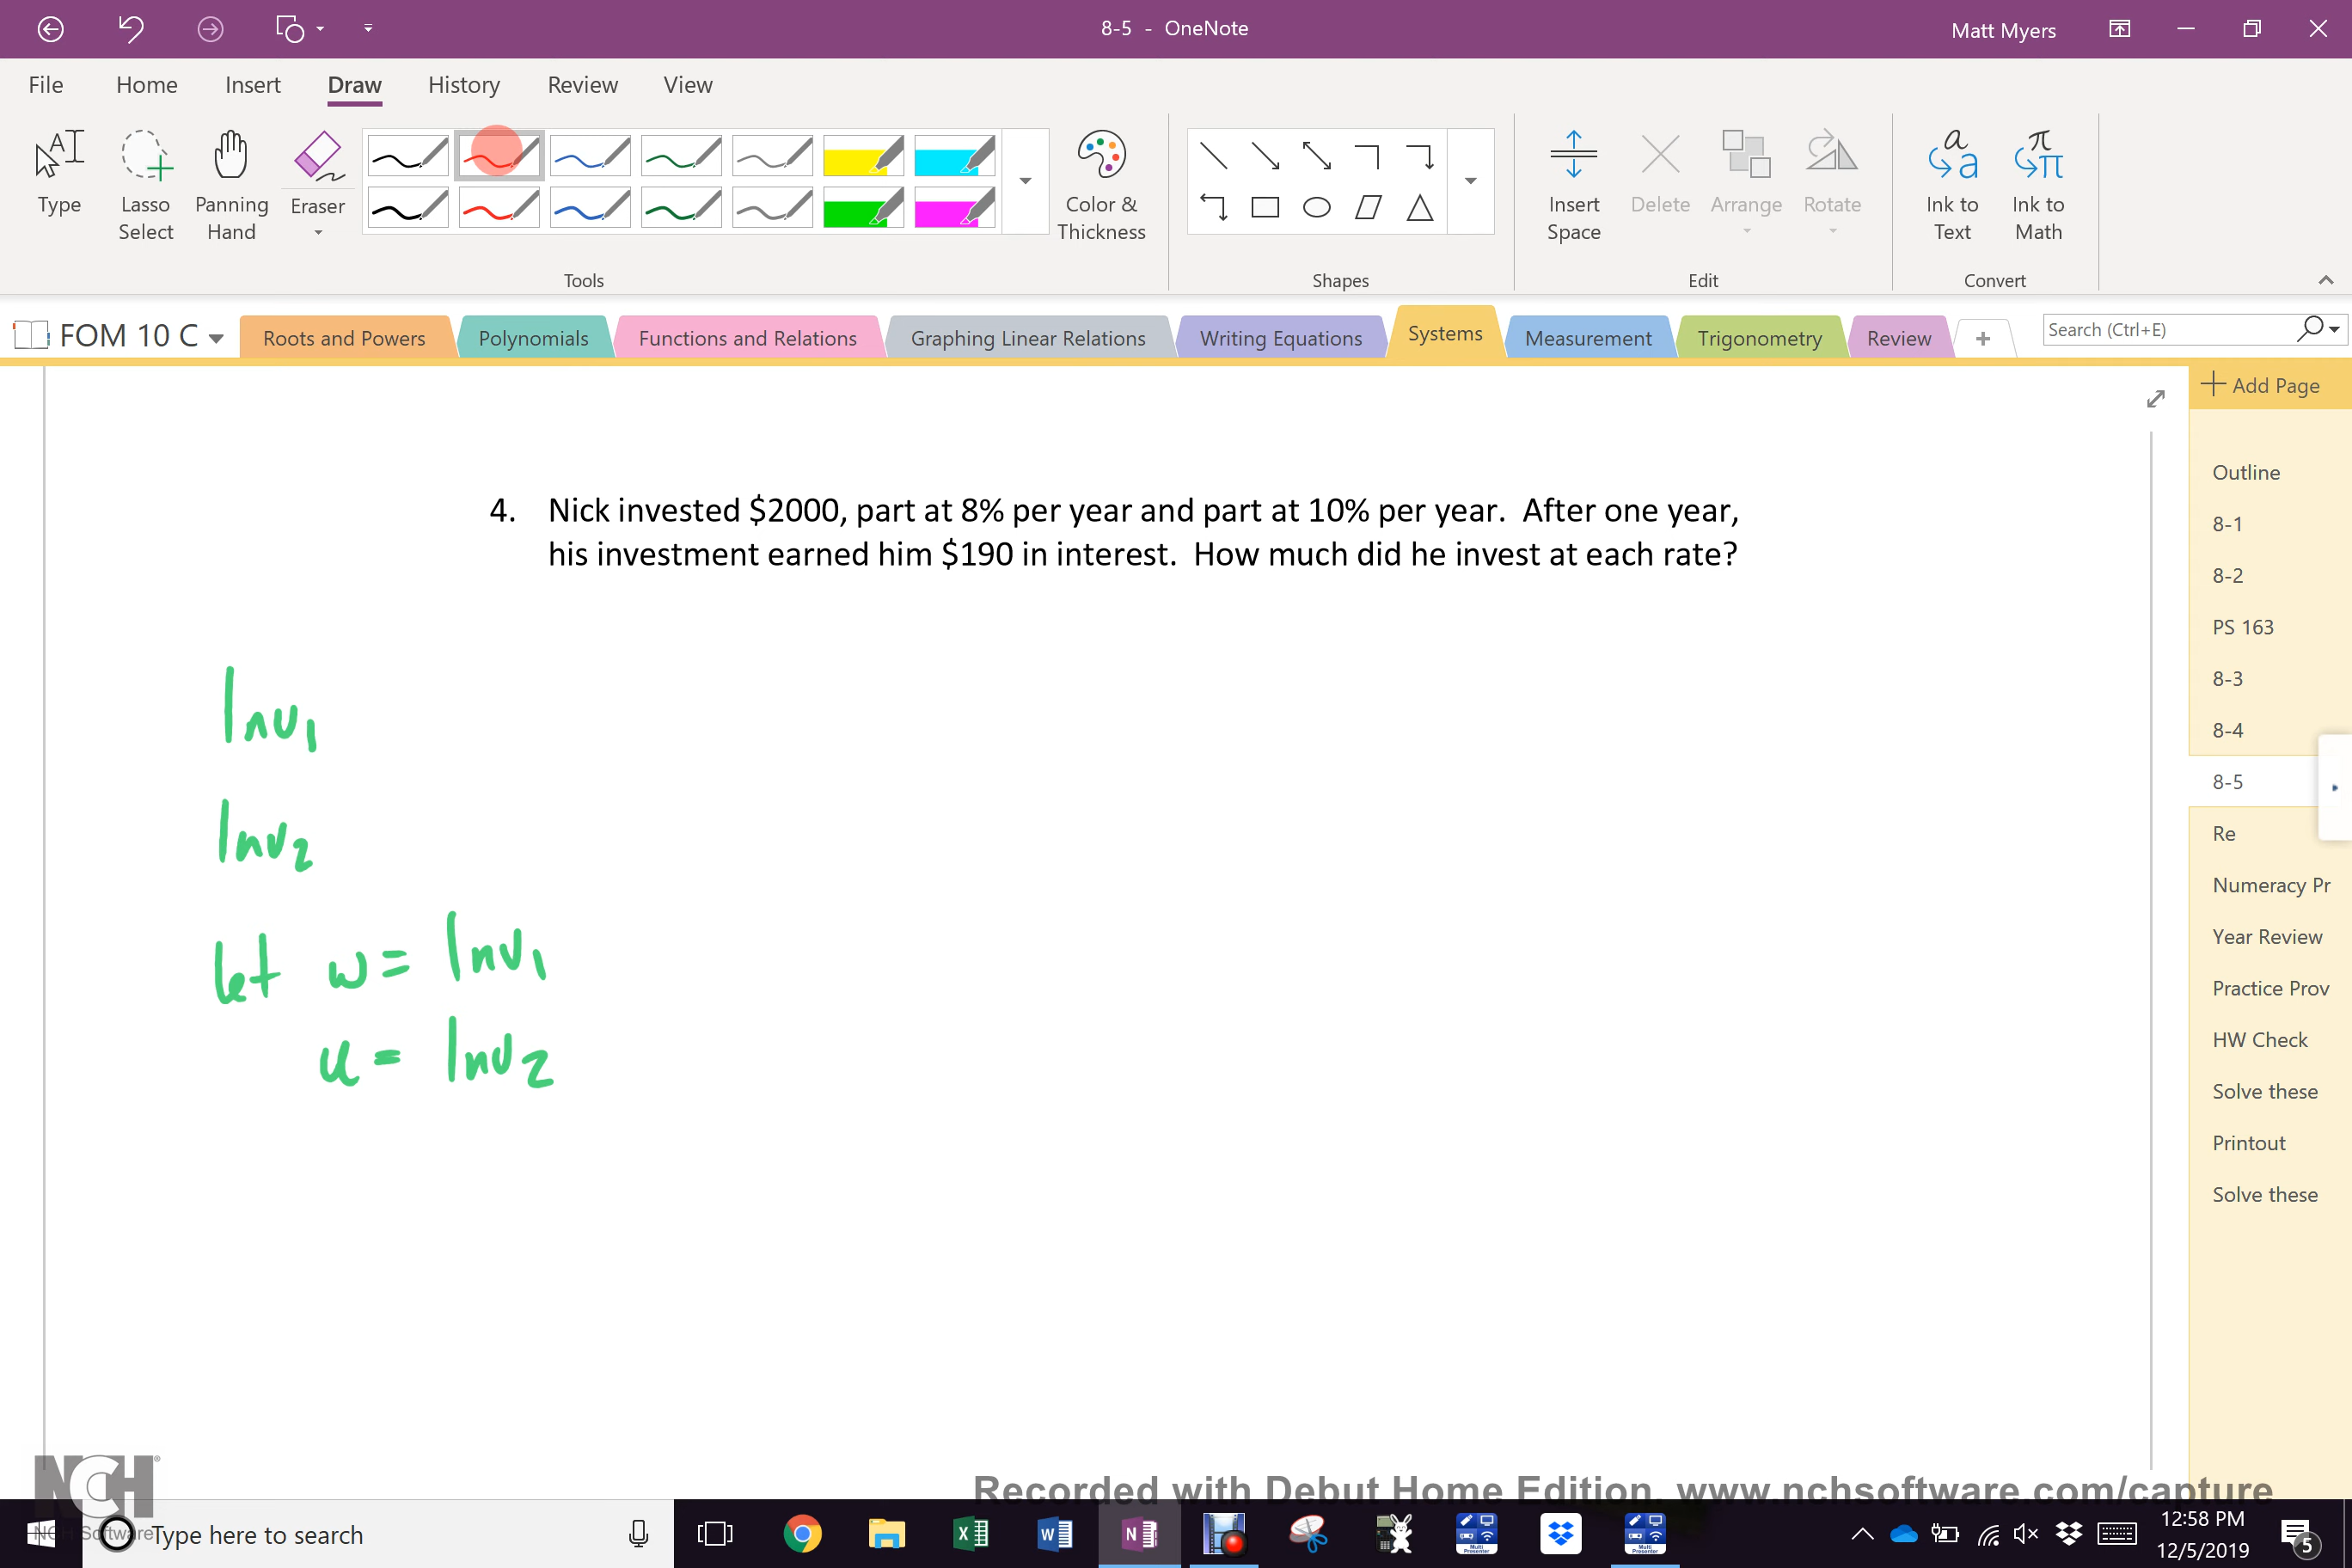 8-5 - OneNote
Matt Myers
File Home Insert Draw History Review View
Type
Lasso Select
Panning Hand
Eraser
Color & Thickness
Insert Space
Delete
Arrange
Rotate
Ink to Text
Ink to Math
Tools
Shapes
Edit
Convert
FOM 10 C
Roots and Powers
Polynomials
Functions and Relations
Graphing Linear Relations
Writing Equations
Systems
Measurement
Trigonometry
Review
Search (Ctrl+E)
Add Page
Outline
8-1
8-2
PS 163
8-3
8-4
8-5
Re
Numeracy Pr
Year Review
Practice Prov
HW Check
Solve these
Printout
Solve these
4. Nick invested $2000, part at 8% per year and part at 10% per year. After one year,
his investment earned him $190 in interest. How much did he invest at each rate?
Inv₁
Inv₂
let w = Inv₁
u = Inv₂
NCH®
NCH Software
Recorded with Debut Home Edition. www.nchsoftware.com/capture
Type here to search
12:58 PM
12/5/2019
5